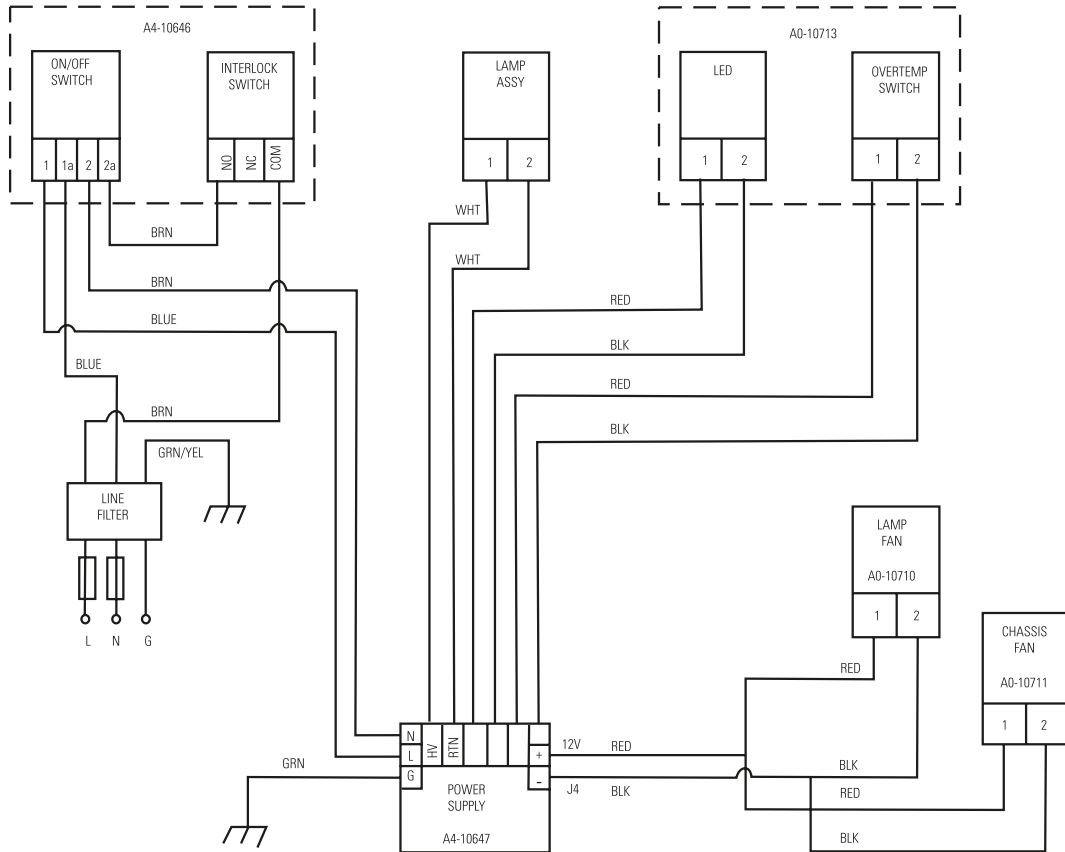 A4-10646
ON/OFF
SWITCH
1 1a 2 2a
INTERLOCK
SWITCH
NO NC COM
LAMP
ASSY
1 2
A0-10713
LED
1 2
OVERTEMP
SWITCH
1 2
BRN
BRN
BLUE
BLUE
BRN
GRN/YEL
WHT
WHT
RED
BLK
RED
BLK
LINE
FILTER
L N G
LAMP
FAN
A0-10710
1 2
CHASSIS
FAN
A0-10711
1 2
RED
N
L
G
HV
RTN
+
-
12V
J4
RED
BLK
BLK
RED
BLK
GRN
POWER
SUPPLY
A4-10647